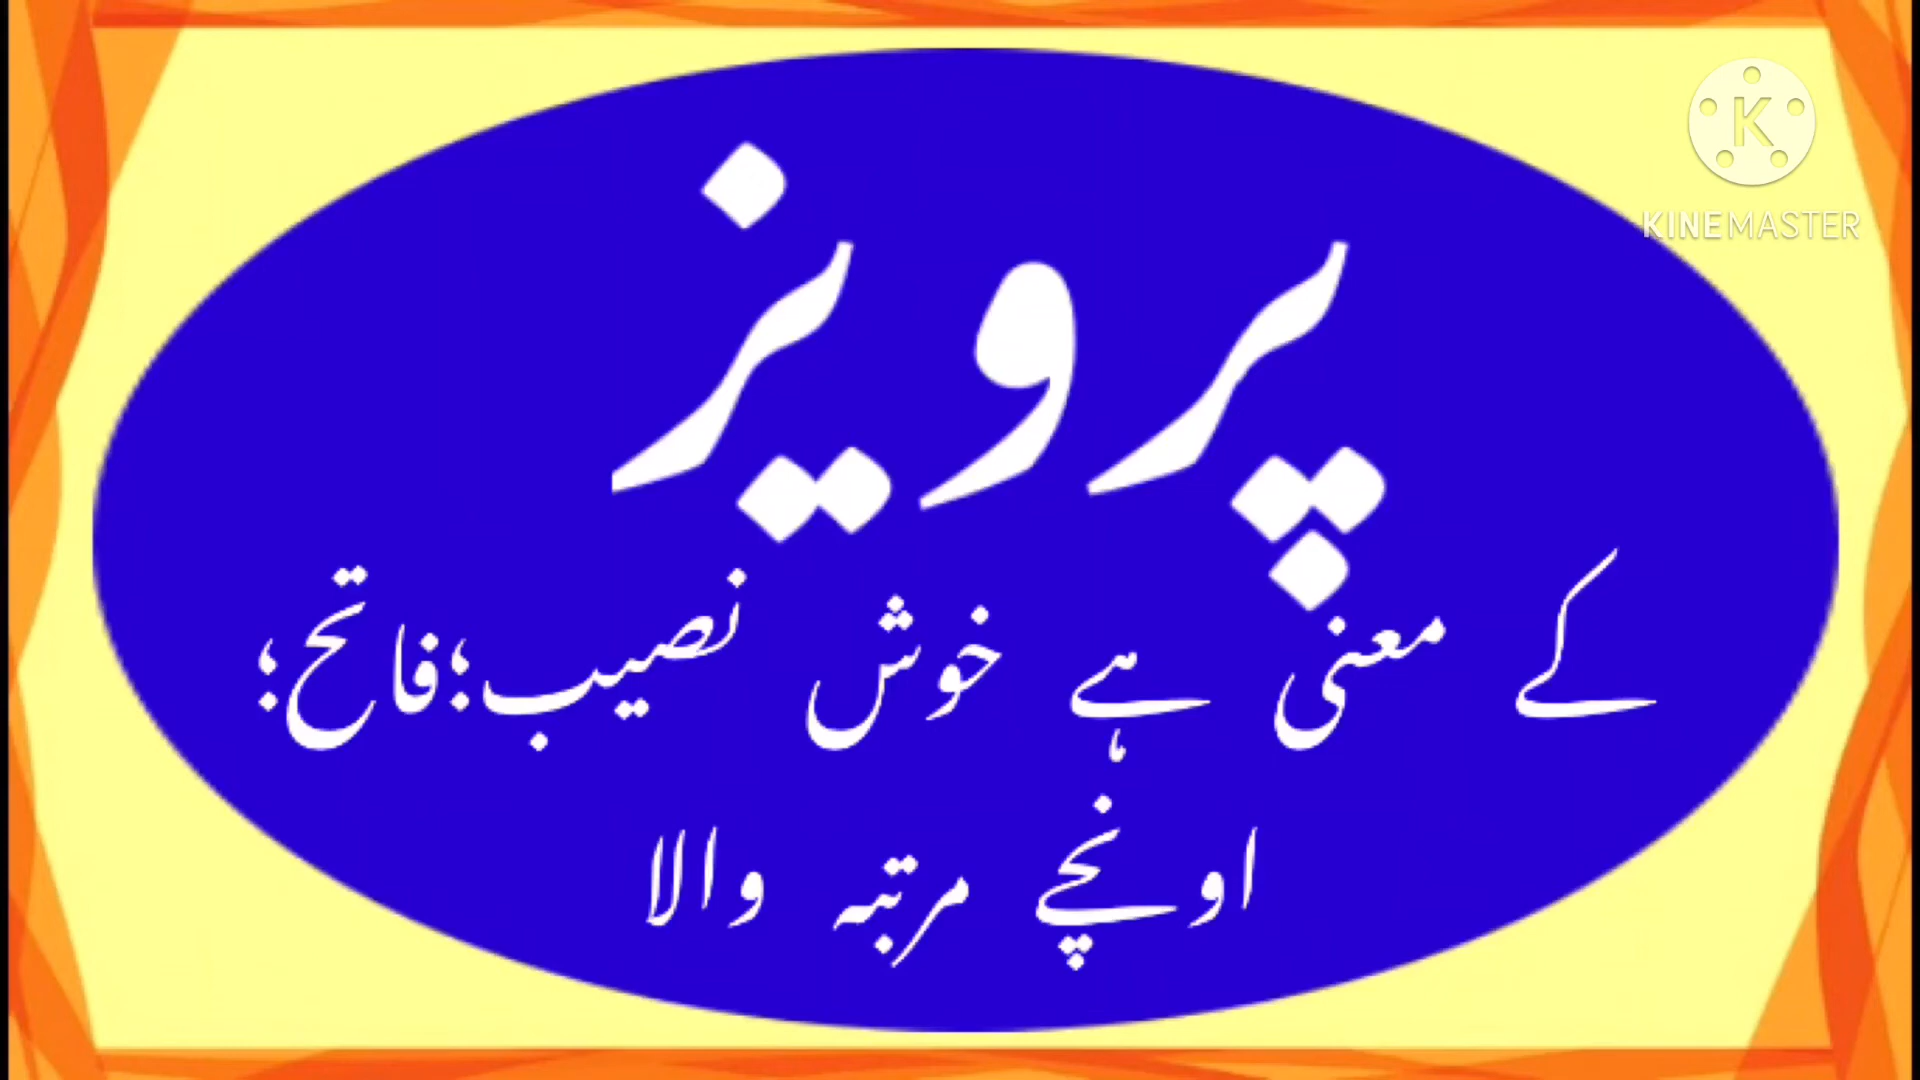 پرویز
کے معنی ہے خوش نصیب؛فاتح؛
اونچے مرتبہ والا
K
KINEMASTER